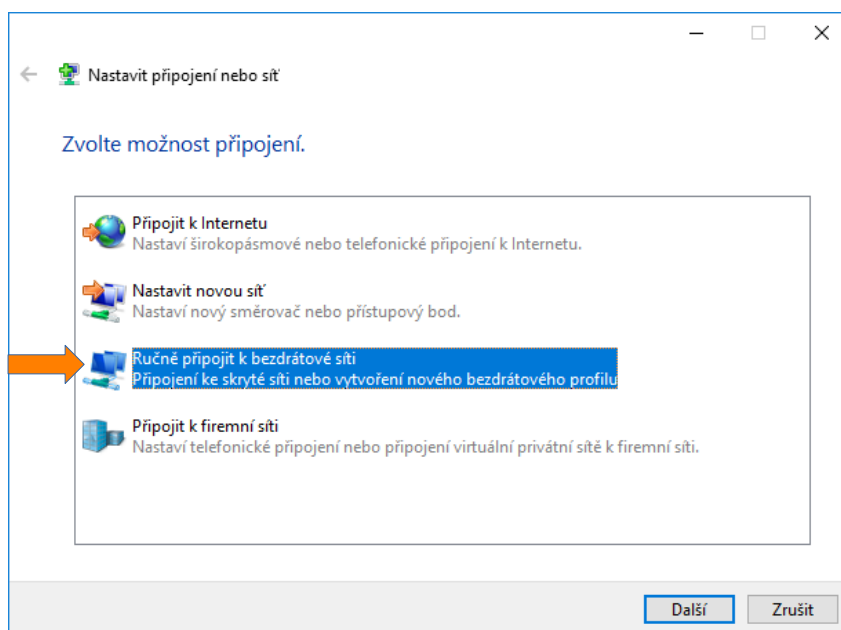 Nastavit připojení nebo síť
Zvolte možnost připojení.
Připojit k Internetu
Nastaví širokopásmové nebo telefonické připojení k Internetu.
Nastavit novou síť
Nastaví nový směrovač nebo přístupový bod.
Ručně připojit k bezdrátové síti
Připojení ke skryté síti nebo vytvoření nového bezdrátového profilu
Připojit k firemní síti
Nastaví telefonické připojení nebo připojení virtuální privátní sítě k firemní síti.
Další
Zrušit